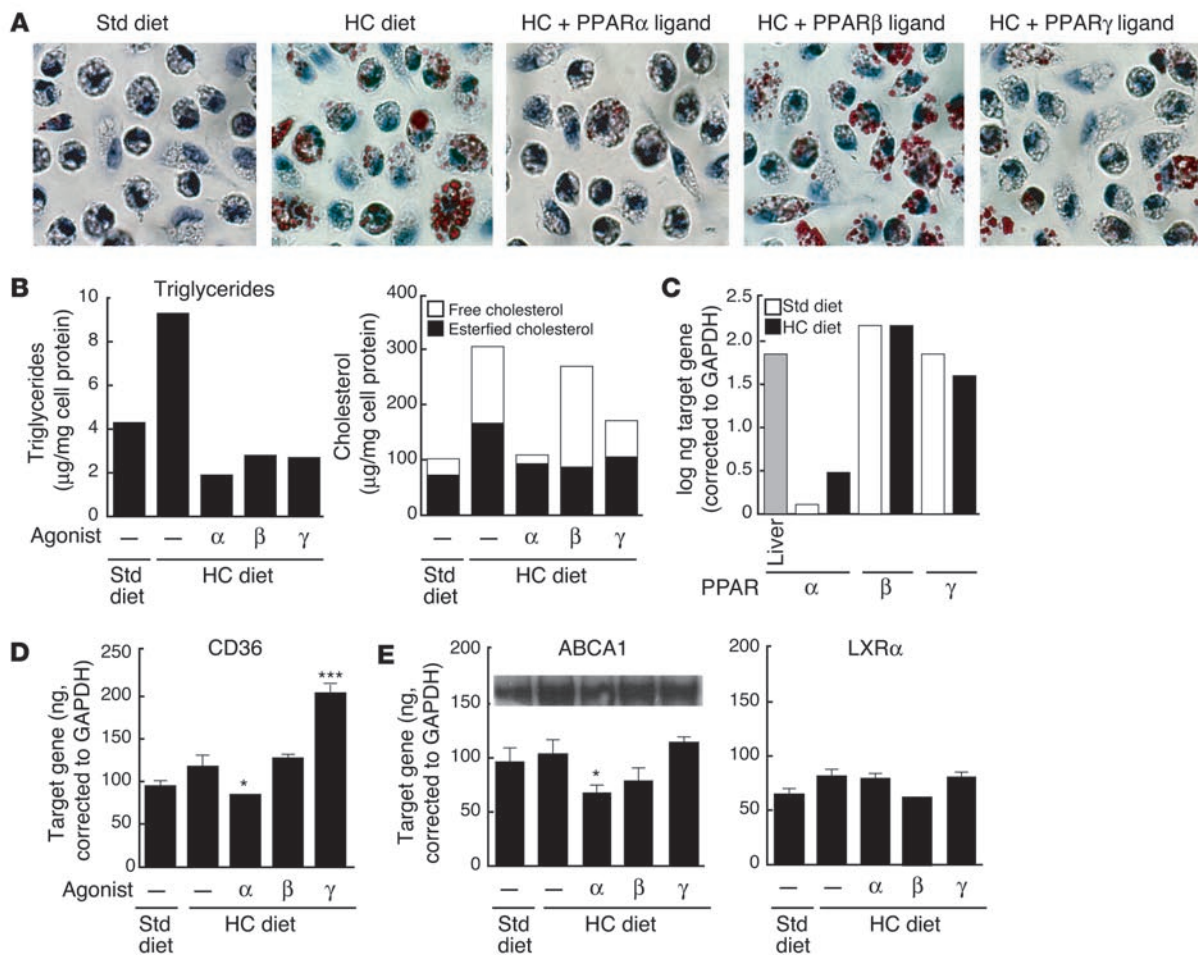 A
Std diet
HC diet
HC + PPARα ligand
HC + PPARβ ligand
HC + PPARγ ligand
B
Triglycerides
Triglycerides
(μg/mg cell protein)
10
8
6
4
2
0
Agonist
—
—
α
β
γ
Std
diet
HC diet
Cholesterol
(μg/mg cell protein)
400
300
200
100
0
Free cholesterol
Esterfied cholesterol
—
—
α
β
γ
Std
diet
HC diet
C
log ng target gene
(corrected to GAPDH)
2.5
2.0
1.5
1.0
0.5
0
Std diet
HC diet
Liver
PPAR
α
β
γ
D
CD36
Target gene (ng,
corrected to GAPDH)
250
200
150
100
50
0
*
***
Agonist
—
—
α
β
γ
Std
diet
HC diet
E
ABCA1
Target gene (ng,
corrected to GAPDH)
200
150
100
50
0
*
—
—
α
β
γ
Std
diet
HC diet
LXRα
200
150
100
50
0
—
—
α
β
γ
Std
diet
HC diet